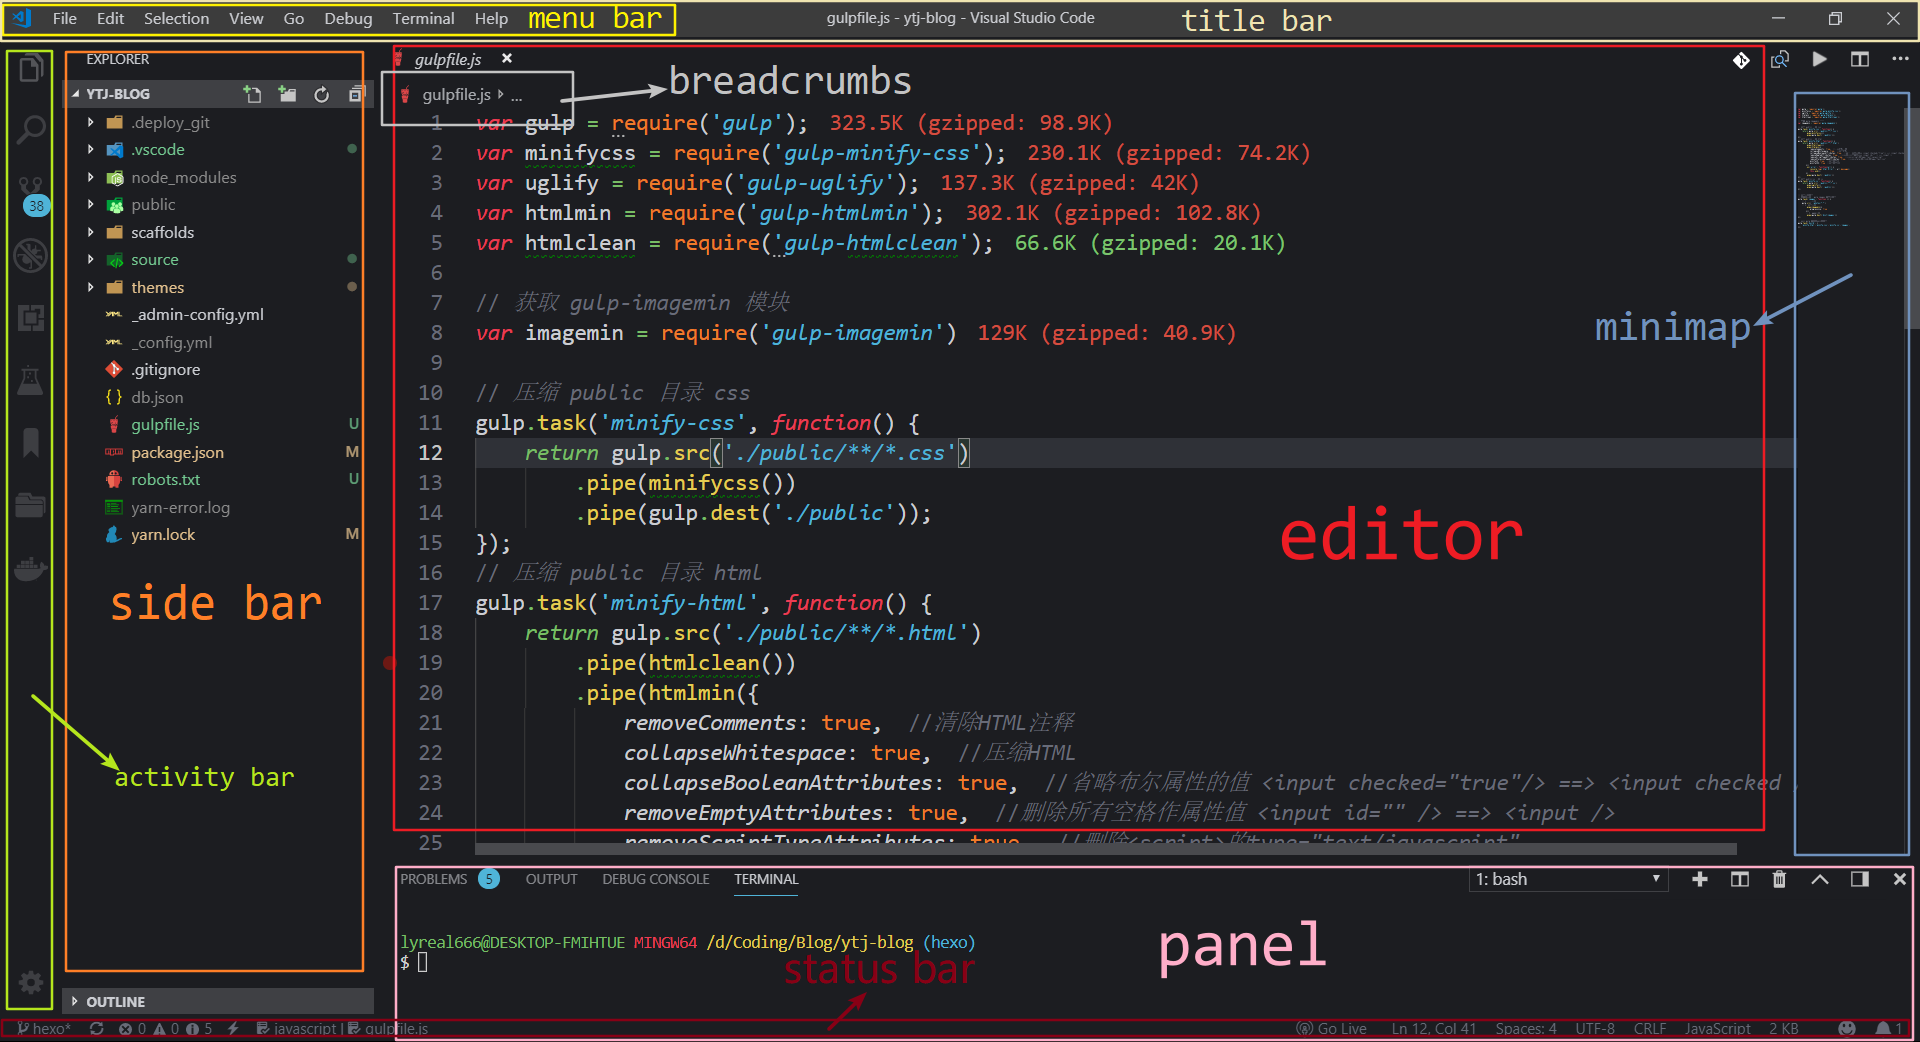 File Edit Selection View Go Debug Terminal Help menu bar gulpfile.js - ytj-blog - Visual Studio Code title bar
EXPLORER
YTJ-BLOG
.deploy_git
.vscode
node_modules
public
scaffolds
source
themes
_admin-config.yml
_config.yml
.gitignore
db.json
gulpfile.js U
package.json M
robots.txt U
yarn-error.log
yarn.lock M
side bar
activity bar
OUTLINE
38
gulpfile.js
gulpfile.js ...
breadcrumbs
1 var gulp = require('gulp'); 323.5K (gzipped: 98.9K)
2 var minifycss = require('gulp-minify-css'); 230.1K (gzipped: 74.2K)
3 var uglify = require('gulp-uglify'); 137.3K (gzipped: 42K)
4 var htmlmin = require('gulp-htmlmin'); 302.1K (gzipped: 102.8K)
5 var htmlclean = require('gulp-htmlclean'); 66.6K (gzipped: 20.1K)
6
7 // 获取 gulp-imagemin 模块
8 var imagemin = require('gulp-imagemin') 129K (gzipped: 40.9K)
9
10 // 压缩 public 目录 css
11 gulp.task('minify-css', function() {
12 return gulp.src('./public/**/*.css')
13 .pipe(minifycss())
14 .pipe(gulp.dest('./public'));
15 });
16 // 压缩 public 目录 html
17 gulp.task('minify-html', function() {
18 return gulp.src('./public/**/*.html')
19 .pipe(htmlclean())
20 .pipe(htmlmin({
21 removeComments: true, //清除HTML注释
22 collapseWhitespace: true, //压缩HTML
23 collapseBooleanAttributes: true, //省略布尔属性的值 <input checked="true"/> ==> <input checked
24 removeEmptyAttributes: true, //删除所有空格作属性值 <input id="" /> ==> <input />
25 removeScriptTypeAttributes: true, //删除<script>的type="text/javascript"
minimap
editor
PROBLEMS 5 OUTPUT DEBUG CONSOLE TERMINAL 1: bash
lyreal666@DESKTOP-FMIHTUE MINGW64 /d/Coding/Blog/ytj-blog (hexo)
$
panel
status bar
hexo* 0 0 5 javascript | gulpfile.js Go Live Ln 12, Col 41 Spaces: 4 UTF-8 CRLF JavaScript 2 KB 1